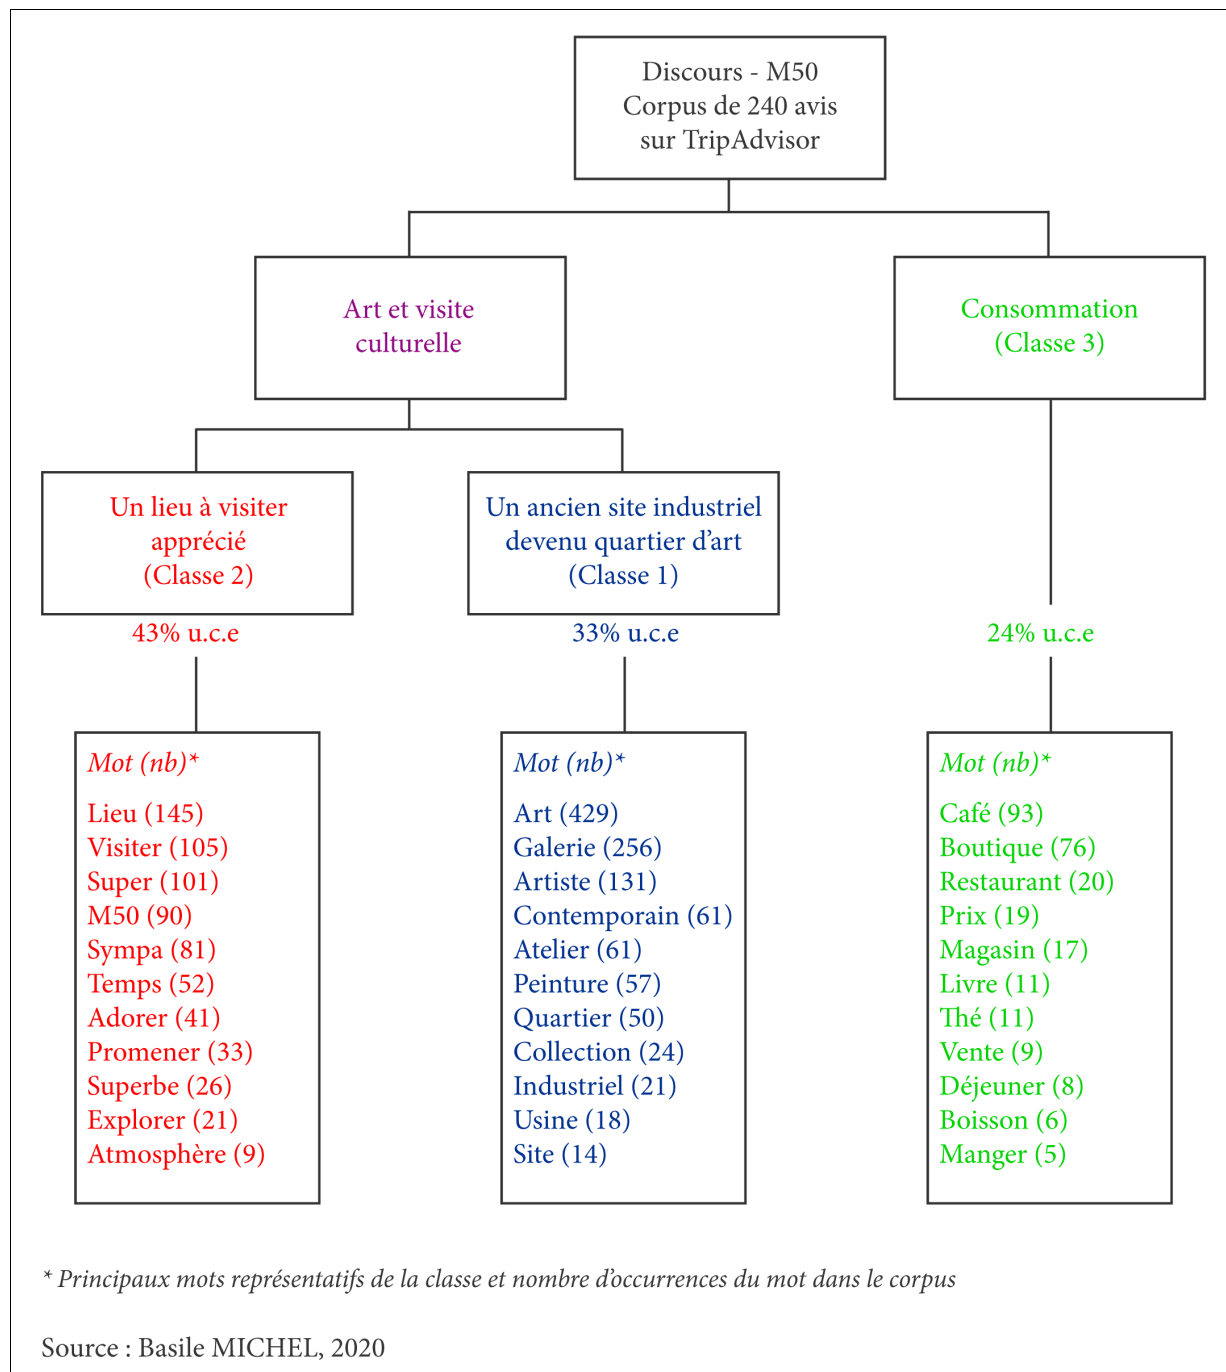 Discours - M50
Corpus de 240 avis
sur TripAdvisor
Art et visite
culturelle
Consommation
(Classe 3)
Un lieu à visiter
apprécié
(Classe 2)
Un ancien site industriel
devenu quartier d'art
(Classe 1)
43% u.c.e
33% u.c.e
24% u.c.e
Mot (nb)*
Lieu (145)
Visiter (105)
Super (101)
M50 (90)
Sympa (81)
Temps (52)
Adorer (41)
Promener (33)
Superbe (26)
Explorer (21)
Atmosphère (9)
Mot (nb)*
Art (429)
Galerie (256)
Artiste (131)
Contemporain (61)
Atelier (61)
Peinture (57)
Quartier (50)
Collection (24)
Industriel (21)
Usine (18)
Site (14)
Mot (nb)*
Café (93)
Boutique (76)
Restaurant (20)
Prix (19)
Magasin (17)
Livre (11)
Thé (11)
Vente (9)
Déjeuner (8)
Boisson (6)
Manger (5)
* Principaux mots représentatifs de la classe et nombre d'occurrences du mot dans le corpus
Source : Basile MICHEL, 2020